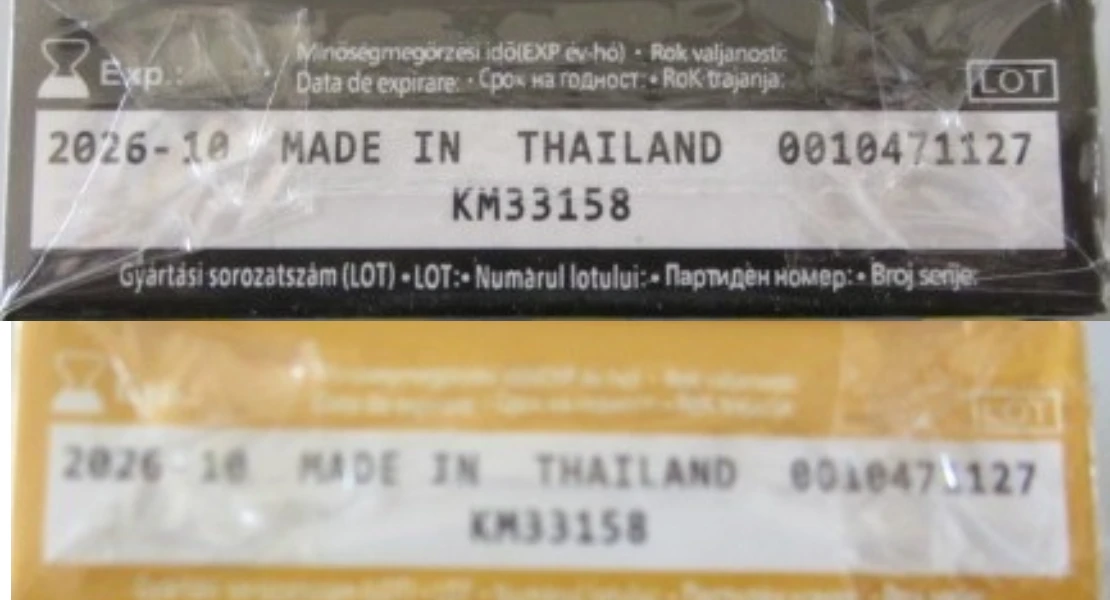 Exp.:
Minőségmegőrzési idő(EXP év-hó) • Rok valjanosti:
Data de expirare: • Срок на годност: • RoK trajanja:
LOT
2026-10 MADE IN THAILAND 0010471127
KM33158
Gyártási sorozatszám (LOT) • LOT: • Numărul lotului: • Партидѐн номер: • Broj serije:
LOT
2026 10 MADE IN THAILAND 0010471127
KM33158